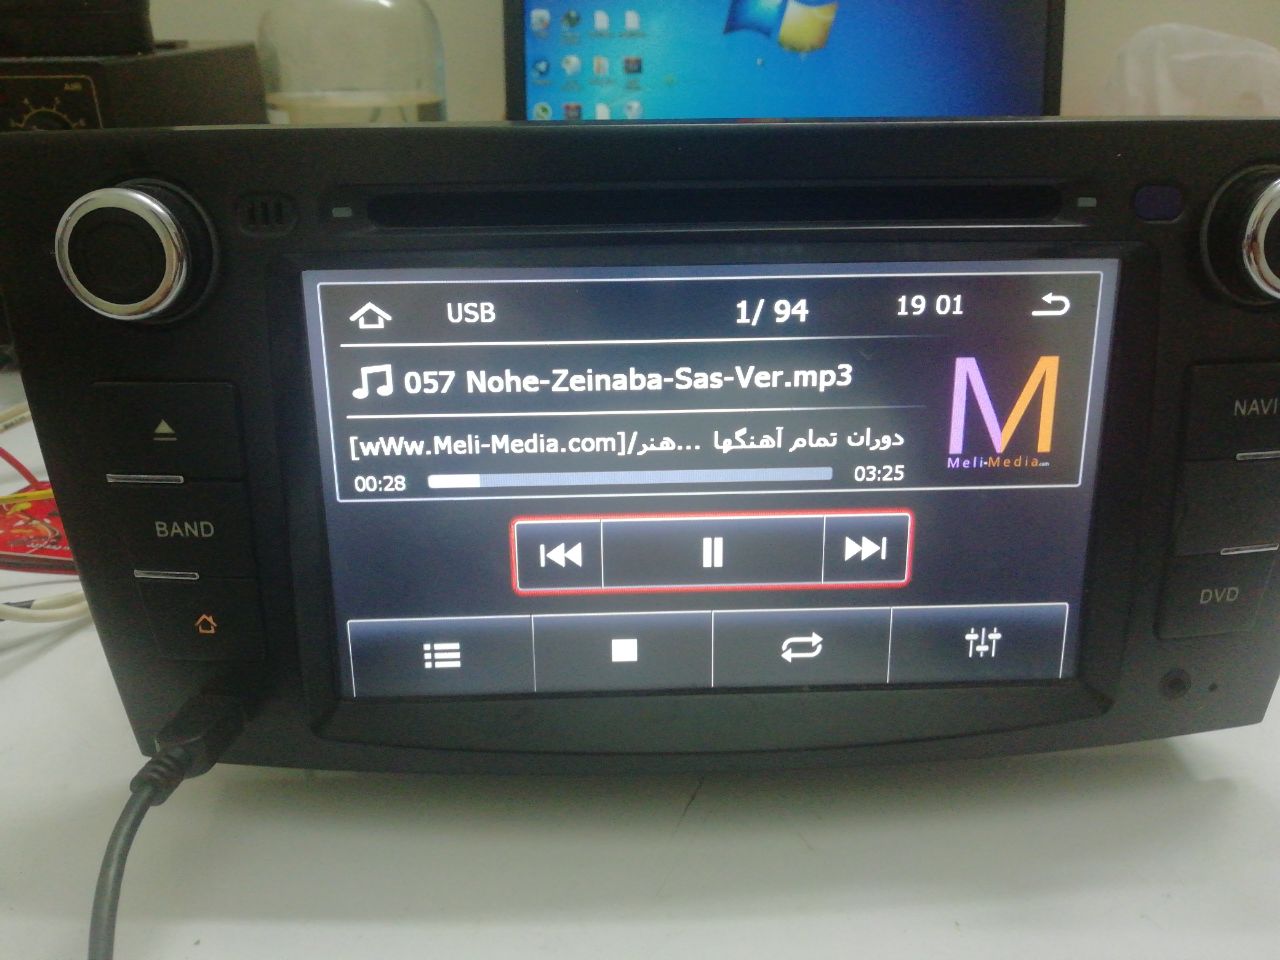 USB 1/ 94 19 01
057 Nohe-Zeinaba-Sas-Ver.mp3
[wWw.Meli-Media.com]/دوران تمام آهنگها ...هنر
00:28 03:25
M
Meli-Media.com
BAND
NAVI
DVD